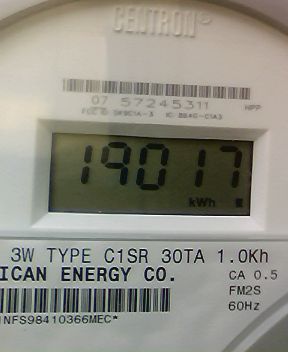 CENTRON
07 57245311
19017
kWh
3W TYPE C1SR 30TA 1.0Kh
ICAN ENERGY CO.
CA 0.5
FM2S
60Hz
INFS98410366MEC*